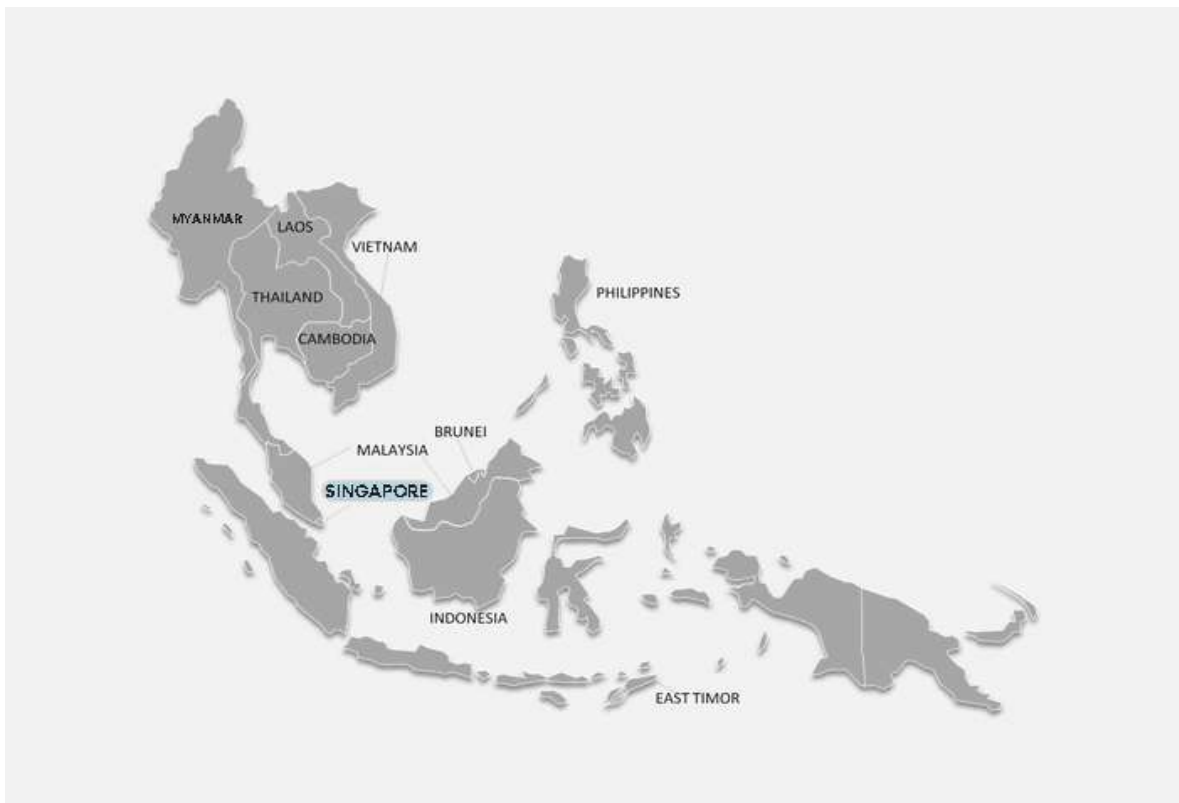 MYANMAR
LAOS
VIETNAM
THAILAND
PHILIPPINES
CAMBODIA
BRUNEI
MALAYSIA
SINGAPORE
INDONESIA
EAST TIMOR